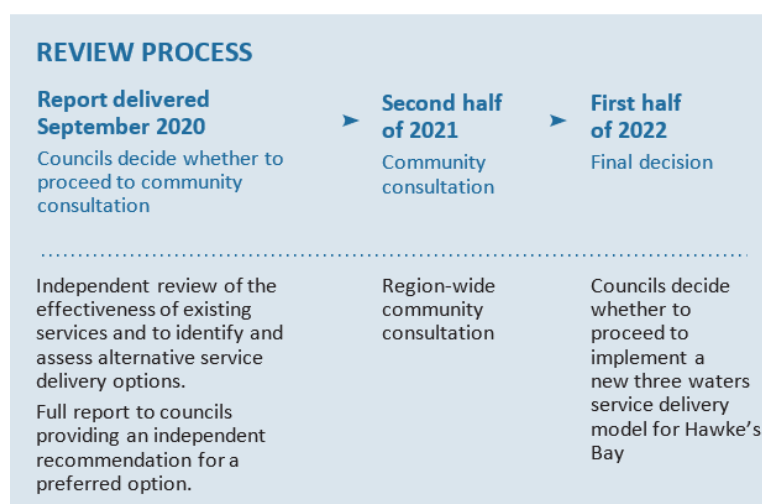 REVIEW PROCESS
Report delivered
September 2020
Councils decide whether to
proceed to community
consultation
Second half
of 2021
Community
consultation
First half
of 2022
Final decision
Independent review of the
effectiveness of existing
services and to identify and
assess alternative service
delivery options.
Full report to councils
providing an independent
recommendation for a
preferred option.
Region-wide
community
consultation
Councils decide
whether to
proceed to
implement a
new three waters
service delivery
model for Hawke’s
Bay